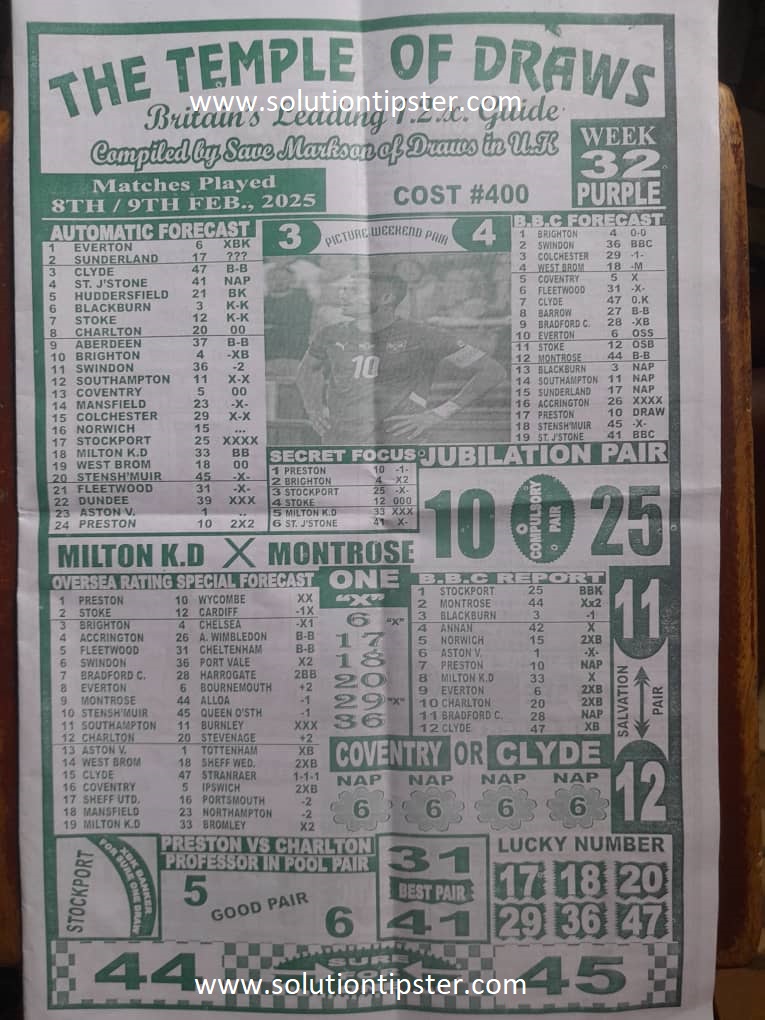 THE TEMPLE OF DRAWS
www.solutiontipster.com
Britain's Leading 1.2.x. Guide
Compiled by Save Markson of Draws in U.K
WEEK
32
PURPLE
Matches Played
8TH / 9TH FEB., 2025
COST #400
AUTOMATIC FORECAST
1 EVERTON 6 XBK
2 SUNDERLAND 17 ???
3 CLYDE 47 B-B
4 ST. J'STONE 41 NAP
5 HUDDERSFIELD 21 BK
6 BLACKBURN 3 K-K
7 STOKE 12 K-K
8 CHARLTON 20 00
9 ABERDEEN 37 B-B
10 BRIGHTON 4 -XB
11 SWINDON 36 -2
12 SOUTHAMPTON 11 X-X
13 COVENTRY 5 00
14 MANSFIELD 23 -X-
15 COLCHESTER 29 X-X
16 NORWICH 15 ...
17 STOCKPORT 25 XXXX
18 MILTON K.D 33 BB
19 WEST BROM 18 00
20 STENSH'MUIR 45 -X-
21 FLEETWOOD 31 -X-
22 DUNDEE 39 XXX
23 ASTON V. 1 ..
24 PRESTON 10 2X2
3 PICTURE WEEKEND PAIR 4
10
B.B.C FORECAST
1 BRIGHTON 4 0-0
2 SWINDON 36 BBC
3 COLCHESTER 29 -1-
4 WEST BROM 18 -M
5 COVENTRY 5 X
6 FLEETWOOD 31 -X-
7 CLYDE 47 0.K
8 BARROW 27 B-B
9 BRADFORD C. 28 -XB
10 EVERTON 6 OSS
11 STOKE 12 OSB
12 MONTROSE 44 B-B
13 BLACKBURN 3 NAP
14 SOUTHAMPTON 11 NAP
15 SUNDERLAND 17 NAP
16 ACCRINGTON 26 XXXX
17 PRESTON 10 DRAW
18 STENSH'MUIR 45 -X-
19 ST. J'STONE 41 BBC
SECRET FOCUS
1 PRESTON 10 -1-
2 BRIGHTON 4 X2
3 STOCKPORT 25 -X-
4 STOKE 12 000
5 MILTON K.D 33 XXX
6 ST. J'STONE 41 X-
JUBILATION PAIR
10 COMPULSORY PAIR 25
MILTON K.D X MONTROSE
OVERSEA RATING SPECIAL FORECAST
1 PRESTON 10 WYCOMBE XX
2 STOKE 12 CARDIFF -1X
3 BRIGHTON 4 CHELSEA -X1
4 ACCRINGTON 26 A. WIMBLEDON B-B
5 FLEETWOOD 31 CHELTENHAM B-B
6 SWINDON 36 PORT VALE X2
7 BRADFORD C. 28 HARROGATE 2BB
8 EVERTON 6 BOURNEMOUTH +2
9 MONTROSE 44 ALLOA -1
10 STENSH'MUIR 45 QUEEN O'STH -1
11 SOUTHAMPTON 11 BURNLEY XXX
12 CHARLTON 20 STEVENAGE +2
13 ASTON V. 1 TOTTENHAM XB
14 WEST BROM 18 SHEFF WED. 2XB
15 CLYDE 47 STRANRAER 1-1-1
16 COVENTRY 5 IPSWICH 2XB
17 SHEFF UTD. 16 PORTSMOUTH -2
18 MANSFIELD 23 NORTHAMPTON -2
19 MILTON K.D 33 BROMLEY X2
ONE
"X"
6 "X"
17
18
20
29 "X"
36
B.B.C REPORT
1 STOCKPORT 25 BBK
2 MONTROSE 44 Xx2
3 BLACKBURN 3 -1
4 ANNAN 42 X
5 NORWICH 15 2XB
6 ASTON V. 1 -X-
7 PRESTON 10 NAP
8 MILTON K.D 33 X
9 EVERTON 6 2XB
10 CHARLTON 20 2XB
11 BRADFORD C. 28 NAP
12 CLYDE 47 XB
11
SALVATION PAIR
12
COVENTRY OR CLYDE
NAP NAP NAP NAP
6 6 6 6
STOCKPORT
XBK BANKER
FOR SURE ONE DRAW
PRESTON VS CHARLTON
PROFESSOR IN POOL PAIR
5 GOOD PAIR 6
31
BEST PAIR
41
LUCKY NUMBER
17 18 20
29 36 47
44 SURE 45
www.solutiontipster.com